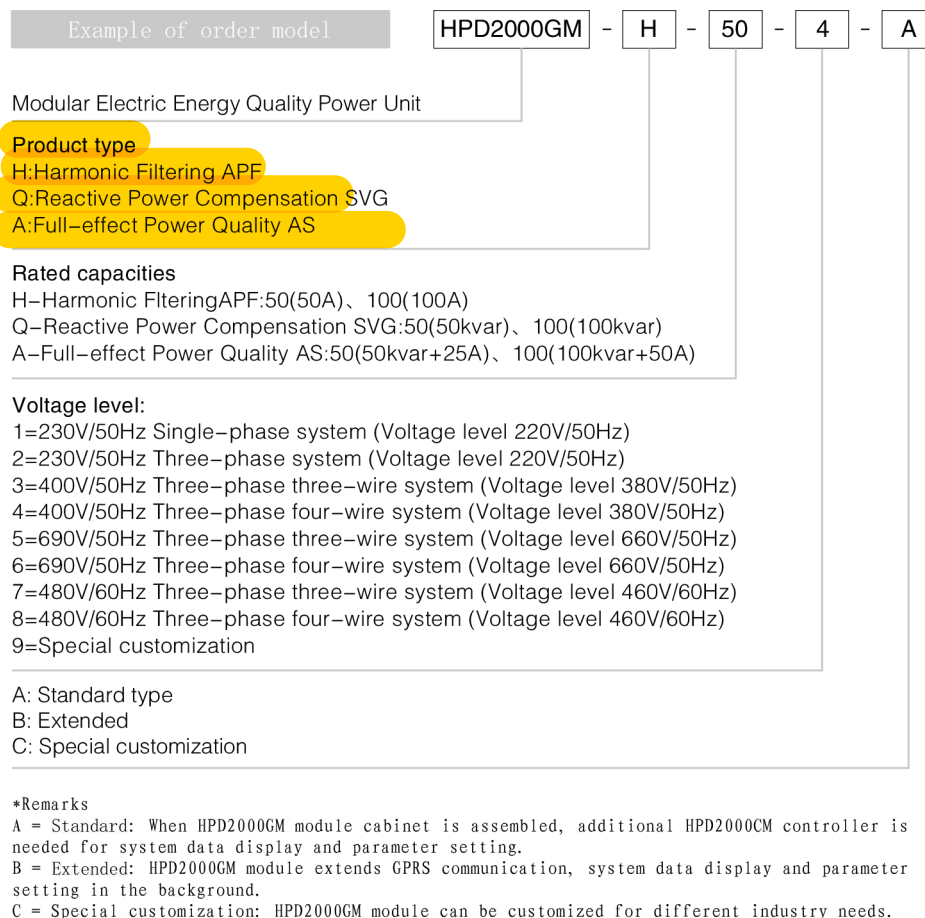 Example of order model
HPD2000GM - H - 50 - 4 - A
Modular Electric Energy Quality Power Unit
Product type
H:Harmonic Filtering APF
Q:Reactive Power Compensation SVG
A:Full-effect Power Quality AS
Rated capacities
H-Harmonic FlteringAPF:50(50A)、100(100A)
Q-Reactive Power Compensation SVG:50(50kvar)、100(100kvar)
A-Full-effect Power Quality AS:50(50kvar+25A)、100(100kvar+50A)
Voltage level:
1=230V/50Hz Single-phase system (Voltage level 220V/50Hz)
2=230V/50Hz Three-phase system (Voltage level 220V/50Hz)
3=400V/50Hz Three-phase three-wire system (Voltage level 380V/50Hz)
4=400V/50Hz Three-phase four-wire system (Voltage level 380V/50Hz)
5=690V/50Hz Three-phase three-wire system (Voltage level 660V/50Hz)
6=690V/50Hz Three-phase four-wire system (Voltage level 660V/50Hz)
7=480V/60Hz Three-phase three-wire system (Voltage level 460V/60Hz)
8=480V/60Hz Three-phase four-wire system (Voltage level 460V/60Hz)
9=Special customization
A: Standard type
B: Extended
C: Special customization
*Remarks
A = Standard: When HPD2000GM module cabinet is assembled, additional HPD2000CM controller is
needed for system data display and parameter setting.
B = Extended: HPD2000GM module extends GPRS communication, system data display and parameter
setting in the background.
C = Special customization: HPD2000GM module can be customized for different industry needs.